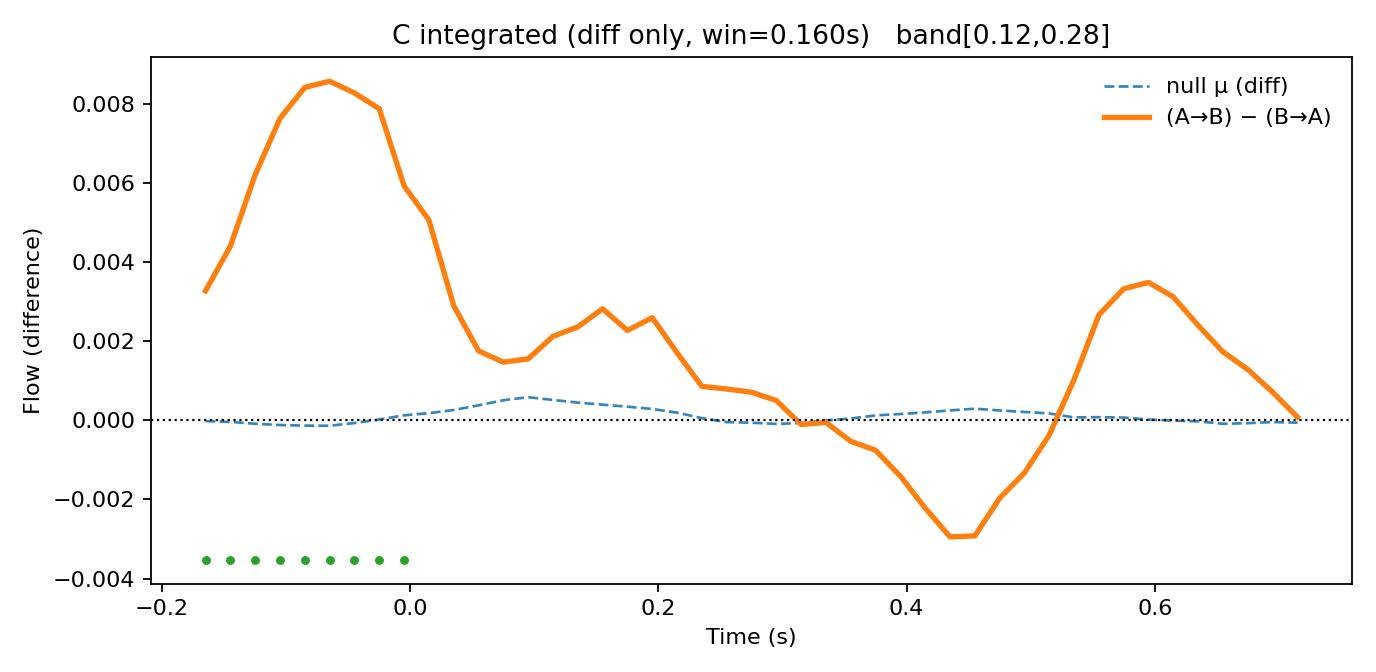 C integrated (diff only, win=0.160s)   band[0.12,0.28]
null μ (diff)
(A→B) − (B→A)
Flow (difference)
0.008
0.006
0.004
0.002
0.000
−0.002
−0.004
−0.2
0.0
0.2
0.4
0.6
Time (s)